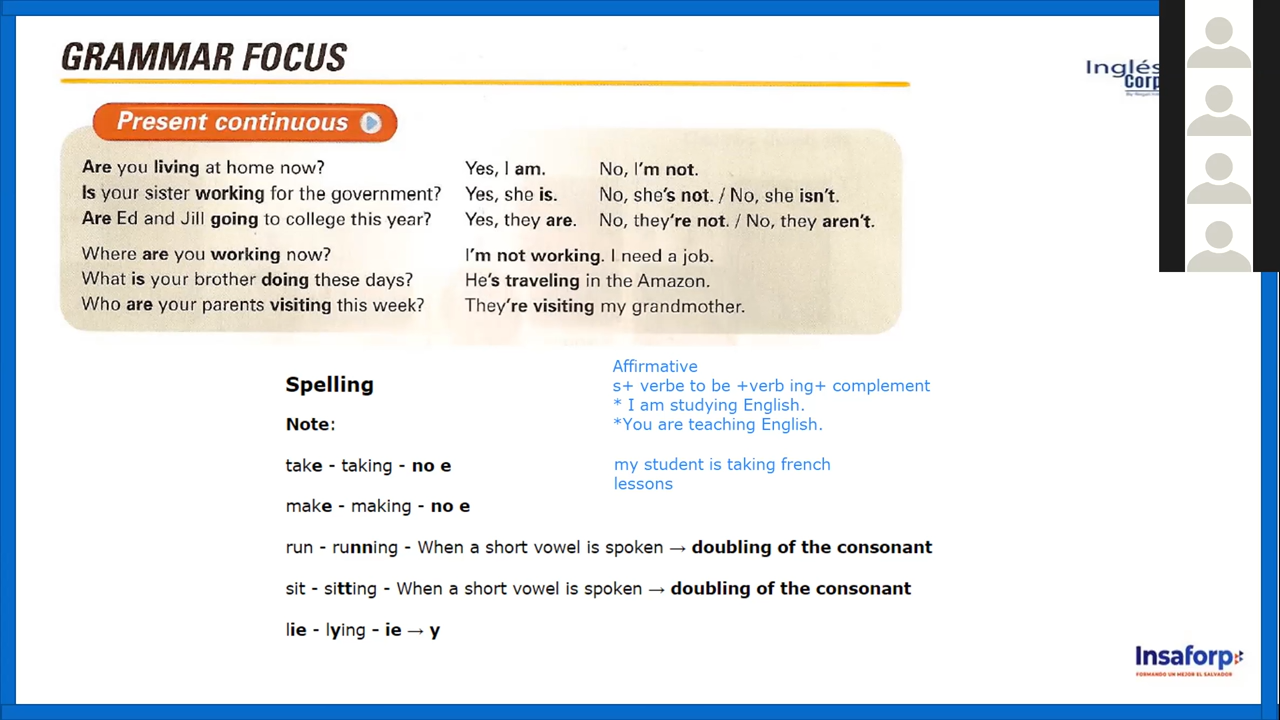 GRAMMAR FOCUS
Inglés
Corp
Present continuous
Are you living at home now? Yes, I am. No, I'm not.
Is your sister working for the government? Yes, she is. No, she's not. / No, she isn't.
Are Ed and Jill going to college this year? Yes, they are. No, they're not. / No, they aren't.
Where are you working now? I'm not working. I need a job.
What is your brother doing these days? He's traveling in the Amazon.
Who are your parents visiting this week? They're visiting my grandmother.
Spelling
Note:
take - taking - no e
make - making - no e
run - running - When a short vowel is spoken → doubling of the consonant
sit - sitting - When a short vowel is spoken → doubling of the consonant
lie - lying - ie → y
Affirmative
s+ verbe to be +verb ing+ complement
* I am studying English.
*You are teaching English.
my student is taking french
lessons
Insaforp
FORMANDO UN MEJOR EL SALVADOR